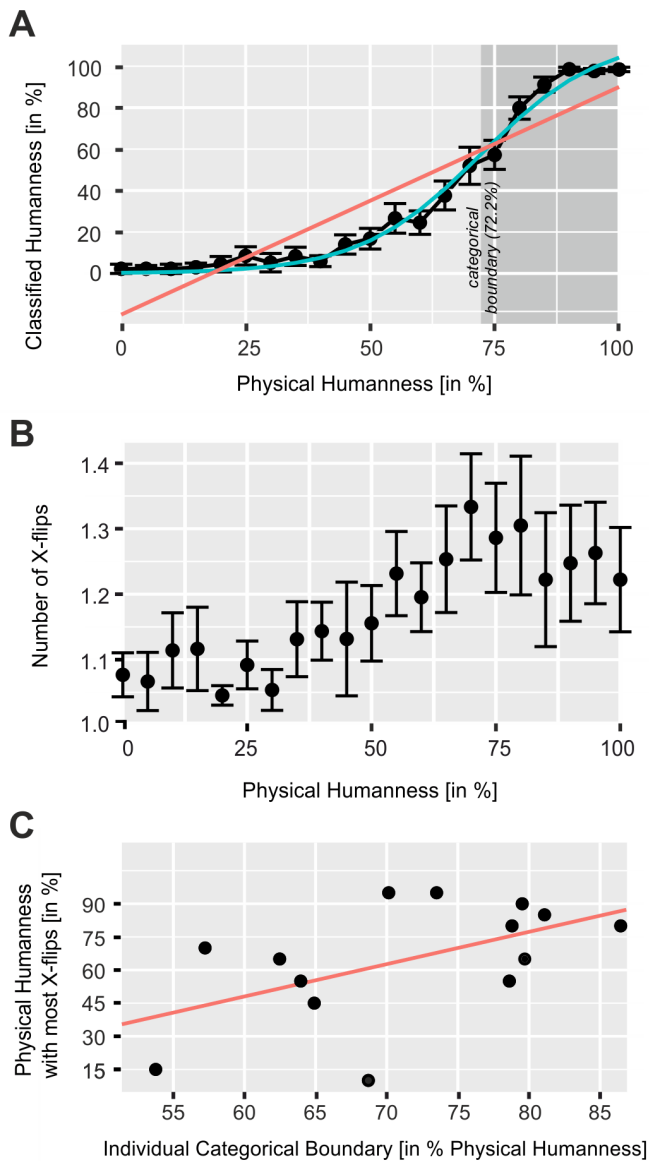 A
Classified Humanness [in %]
100
80
60
40
20
0
categorical
boundary (72.2%)
0 25 50 75 100
Physical Humanness [in %]
B
Number of X-flips
1.4
1.3
1.2
1.1
1.0
0 25 50 75 100
Physical Humanness [in %]
C
Physical Humanness
with most X-flips [in %]
90
75
60
45
30
15
55 60 65 70 75 80 85
Individual Categorical Boundary [in % Physical Humanness]